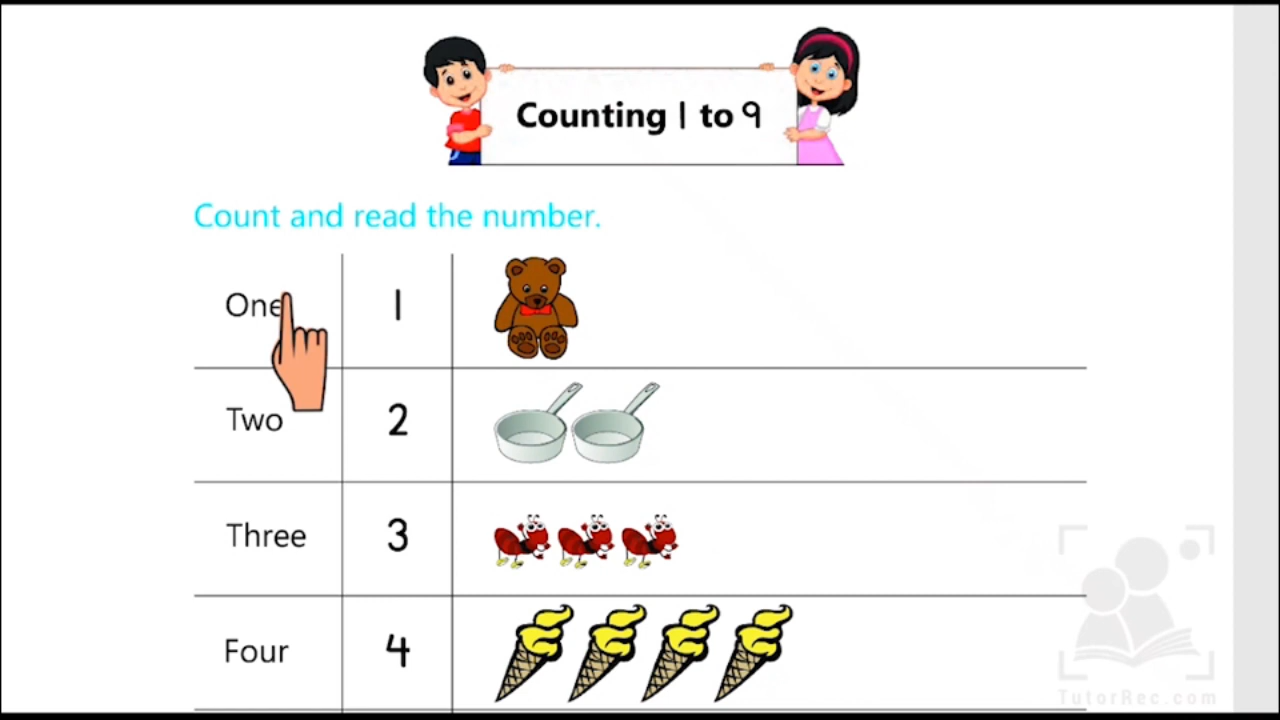 Counting 1 to 9
Count and read the number.
One 1
Two 2
Three 3
Four 4
TutorRec.com